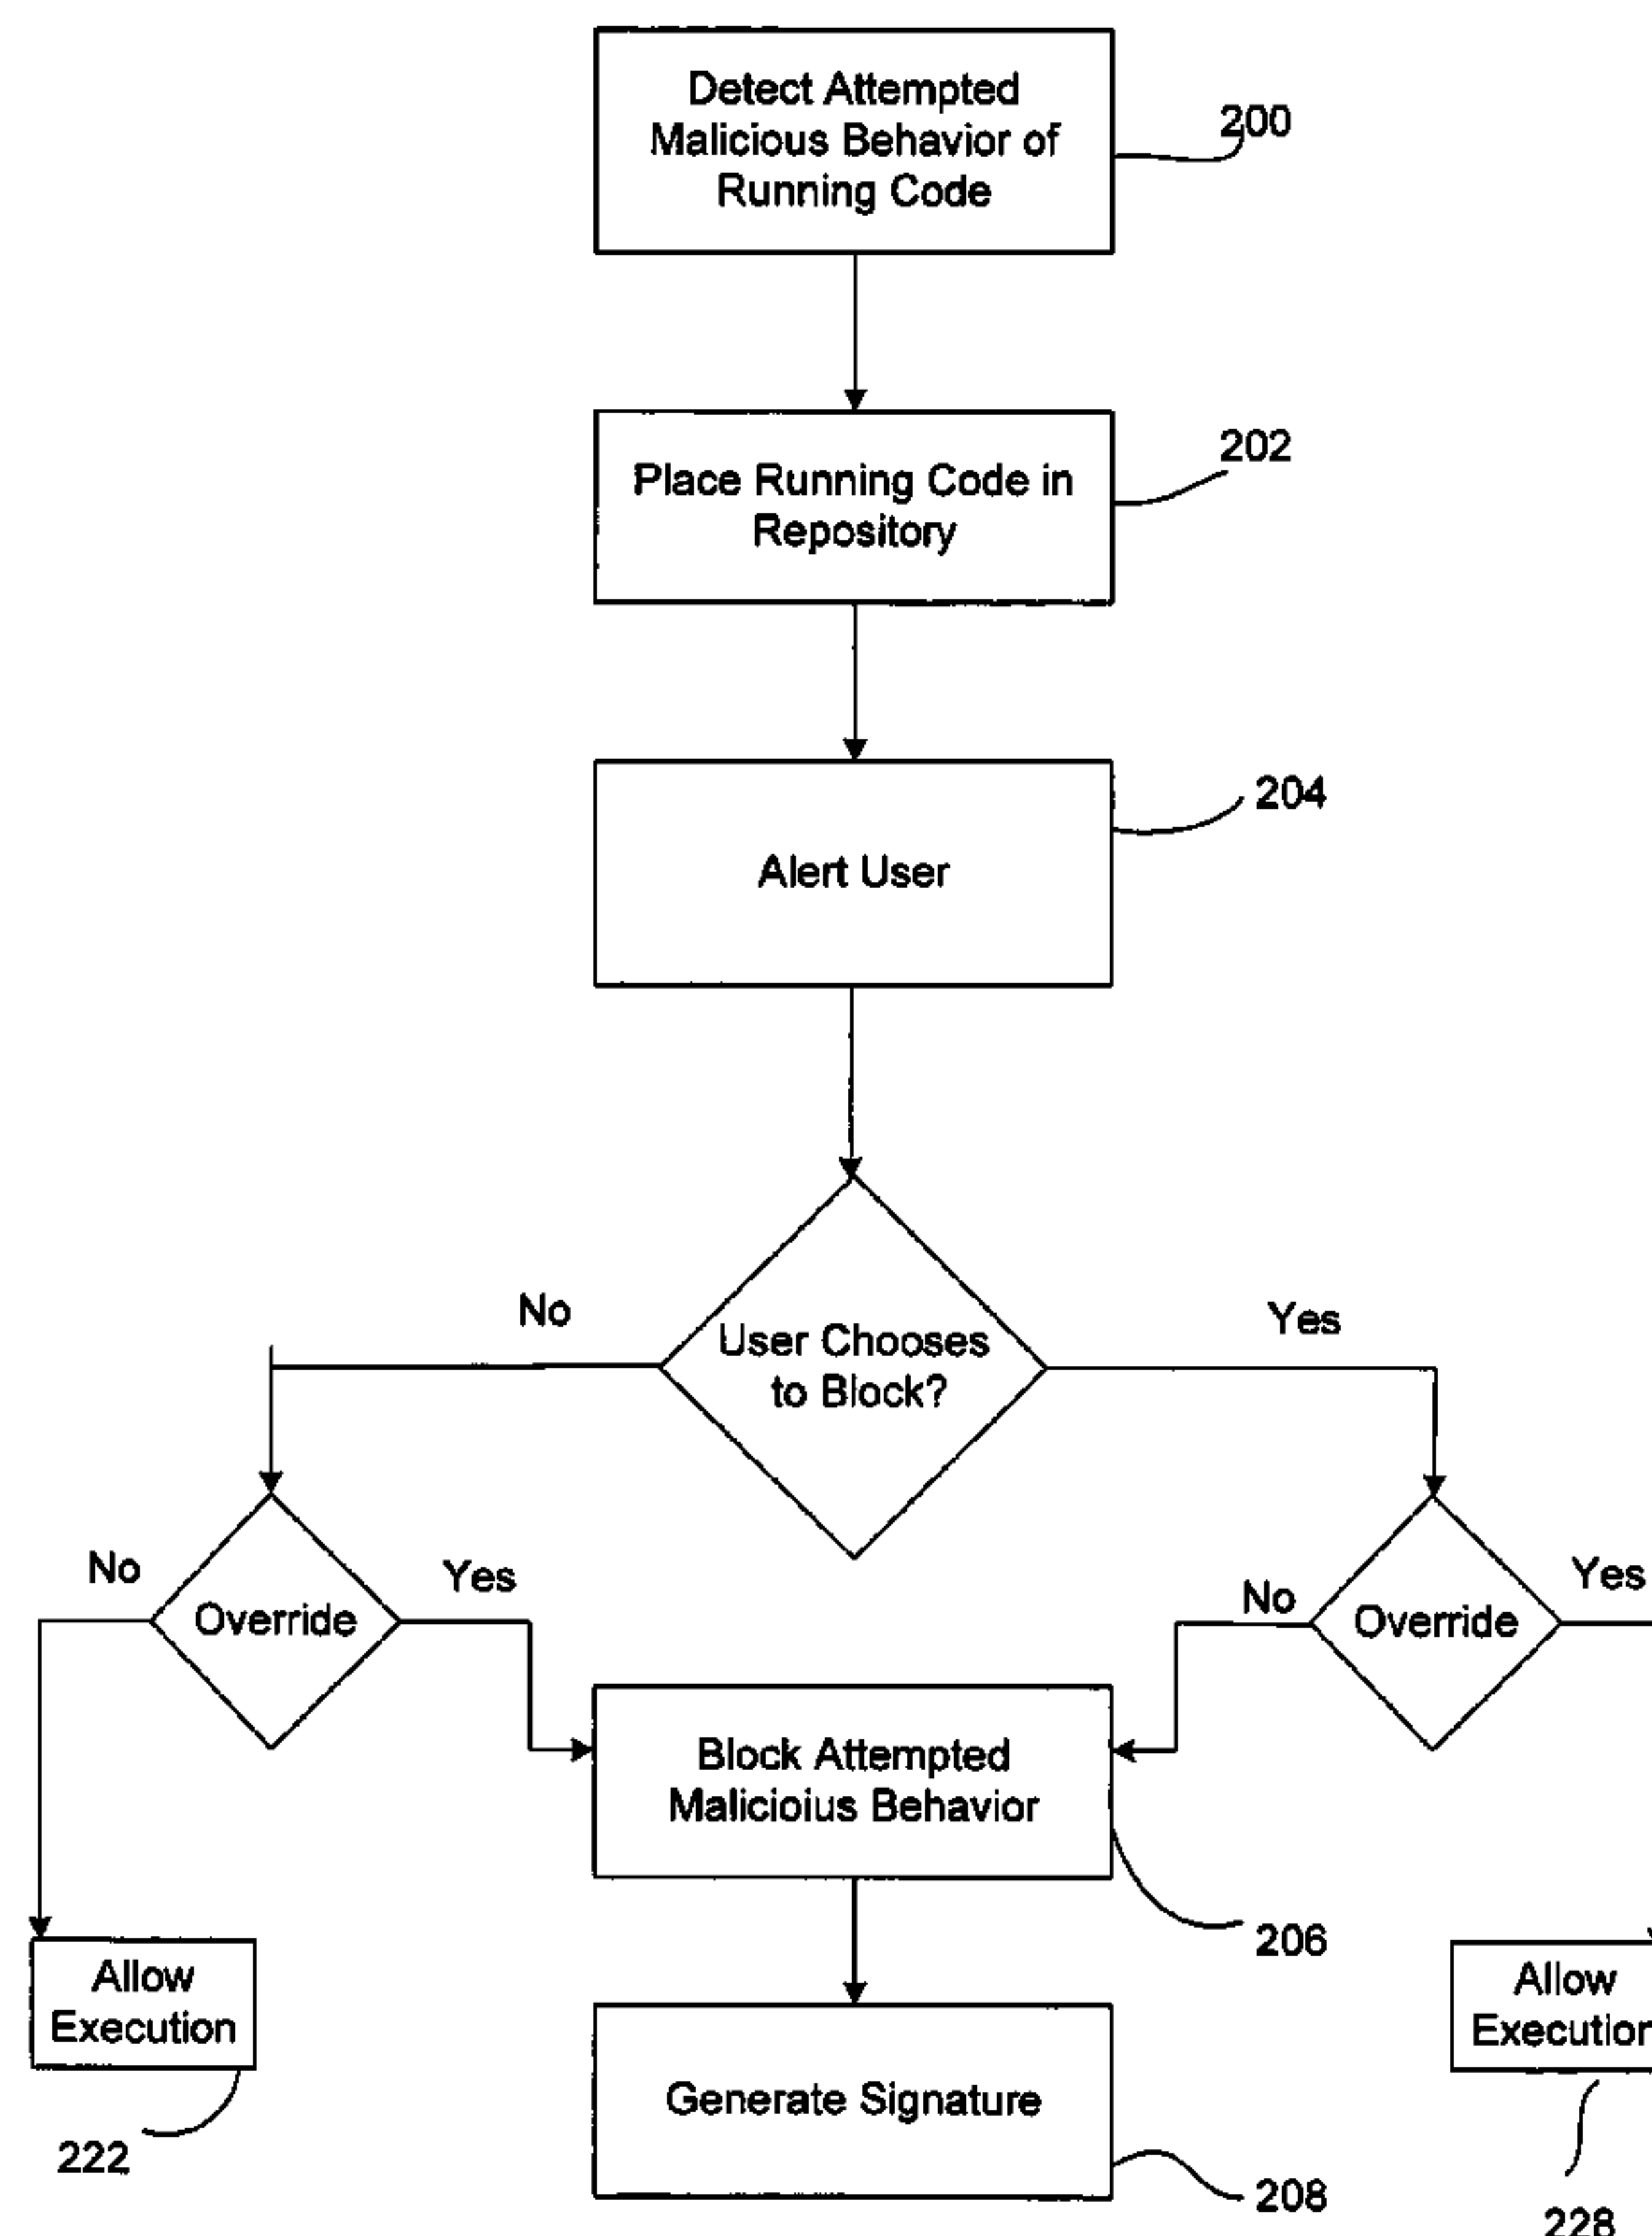 Detect Attempted
Malicious Behavior of
Running Code
200
Place Running Code in
Repository
202
Alert User
204
User Chooses
to Block?
No
Yes
Override
No
Yes
Override
No
Yes
Block Attempted
Malicioius Behavior
206
Allow
Execution
222
Allow
Execution
228
Generate Signature
208